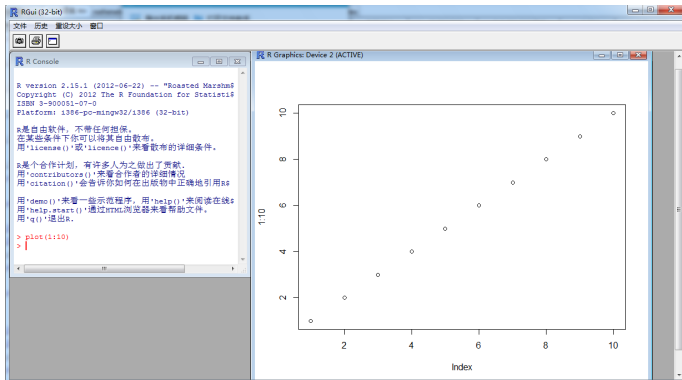 RGui (32-bit)
文件 历史 重设大小 窗口
R Console
R version 2.15.1 (2012-06-22) -- "Roasted Marshm$
Copyright (C) 2012 The R Foundation for Statisti$
ISBN 3-900051-07-0
Platform: i386-pc-mingw32/i386 (32-bit)
R是自由软件，不带任何担保。
在某些条件下你可以将其自由散布。
用'license()'或'licence()'来看散布的详细条件。
R是个合作计划，有许多人为之做出了贡献.
用'contributors()'来看合作者的详细情况
用'citation()'会告诉你如何在出版物中正确地引用R$
用'demo()'来看一些示范程序，用'help()'来阅读在线$
用'help.start()'通过HTML浏览器来看帮助文件。
用'q()'退出R.
> plot(1:10)
>
R Graphics: Device 2 (ACTIVE)
10
8
6
4
2
1:10
2 4 6 8 10
Index